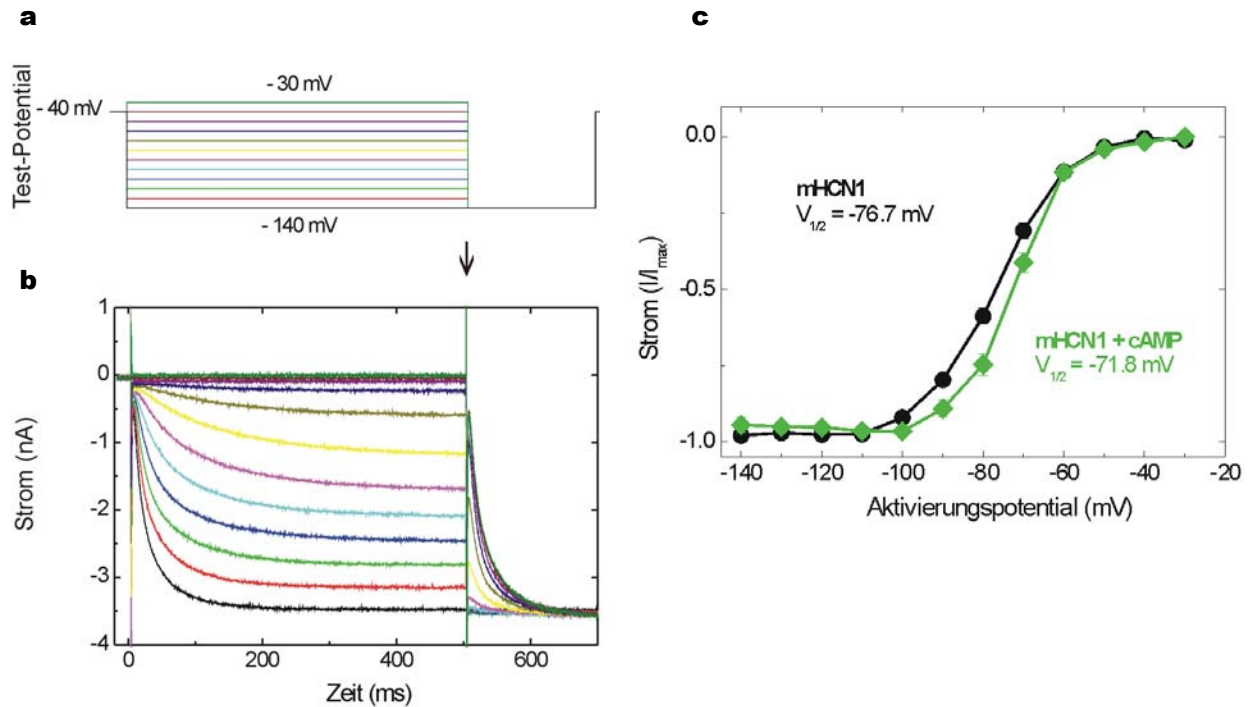 a
Test-Potential
- 40 mV
- 30 mV
- 140 mV
b
Strom (nA)
1
0
-1
-2
-3
-4
0
200
400
600
Zeit (ms)
c
Strom (I/Imax)
0.0
-0.5
-1.0
mHCN1
V1/2 = -76.7 mV
mHCN1 + cAMP
V1/2 = -71.8 mV
-140
-120
-100
-80
-60
-40
-20
Aktivierungspotential (mV)